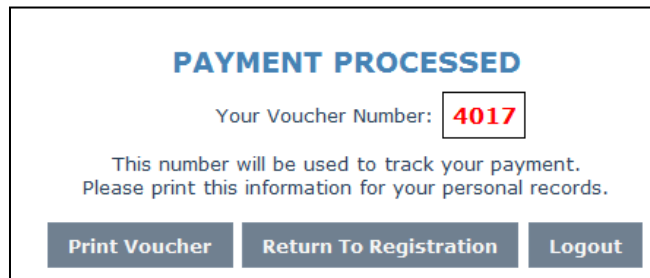 PAYMENT PROCESSED
Your Voucher Number: 4017
This number will be used to track your payment.
Please print this information for your personal records.
Print Voucher Return To Registration Logout